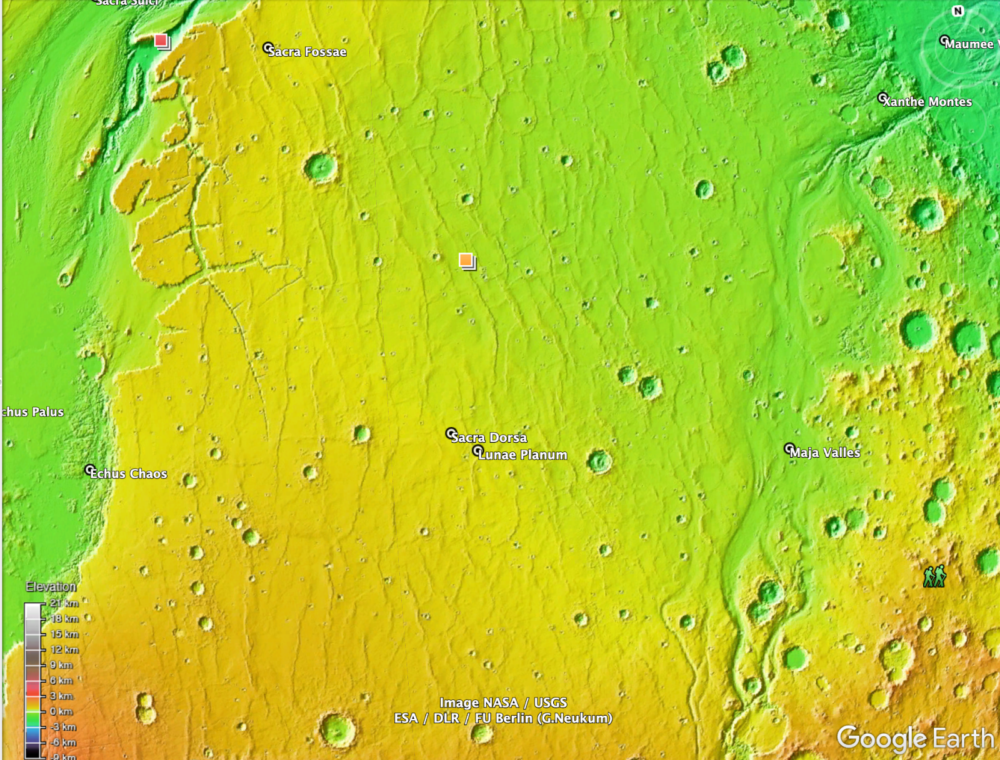 Sacra Sulci
N
Sacra Fossae
Maumee V
Xanthe Montes
chus Palus
Sacra Dorsa
Lunae Planum
Maja Valles
Echus Chaos
Elevation
21 km
18 km
15 km
12 km
9 km
6 km
3 km
0 km
-3 km
-6 km
-9 km
Image NASA / USGS
ESA / DLR / FU Berlin (G.Neukum)
Google Earth